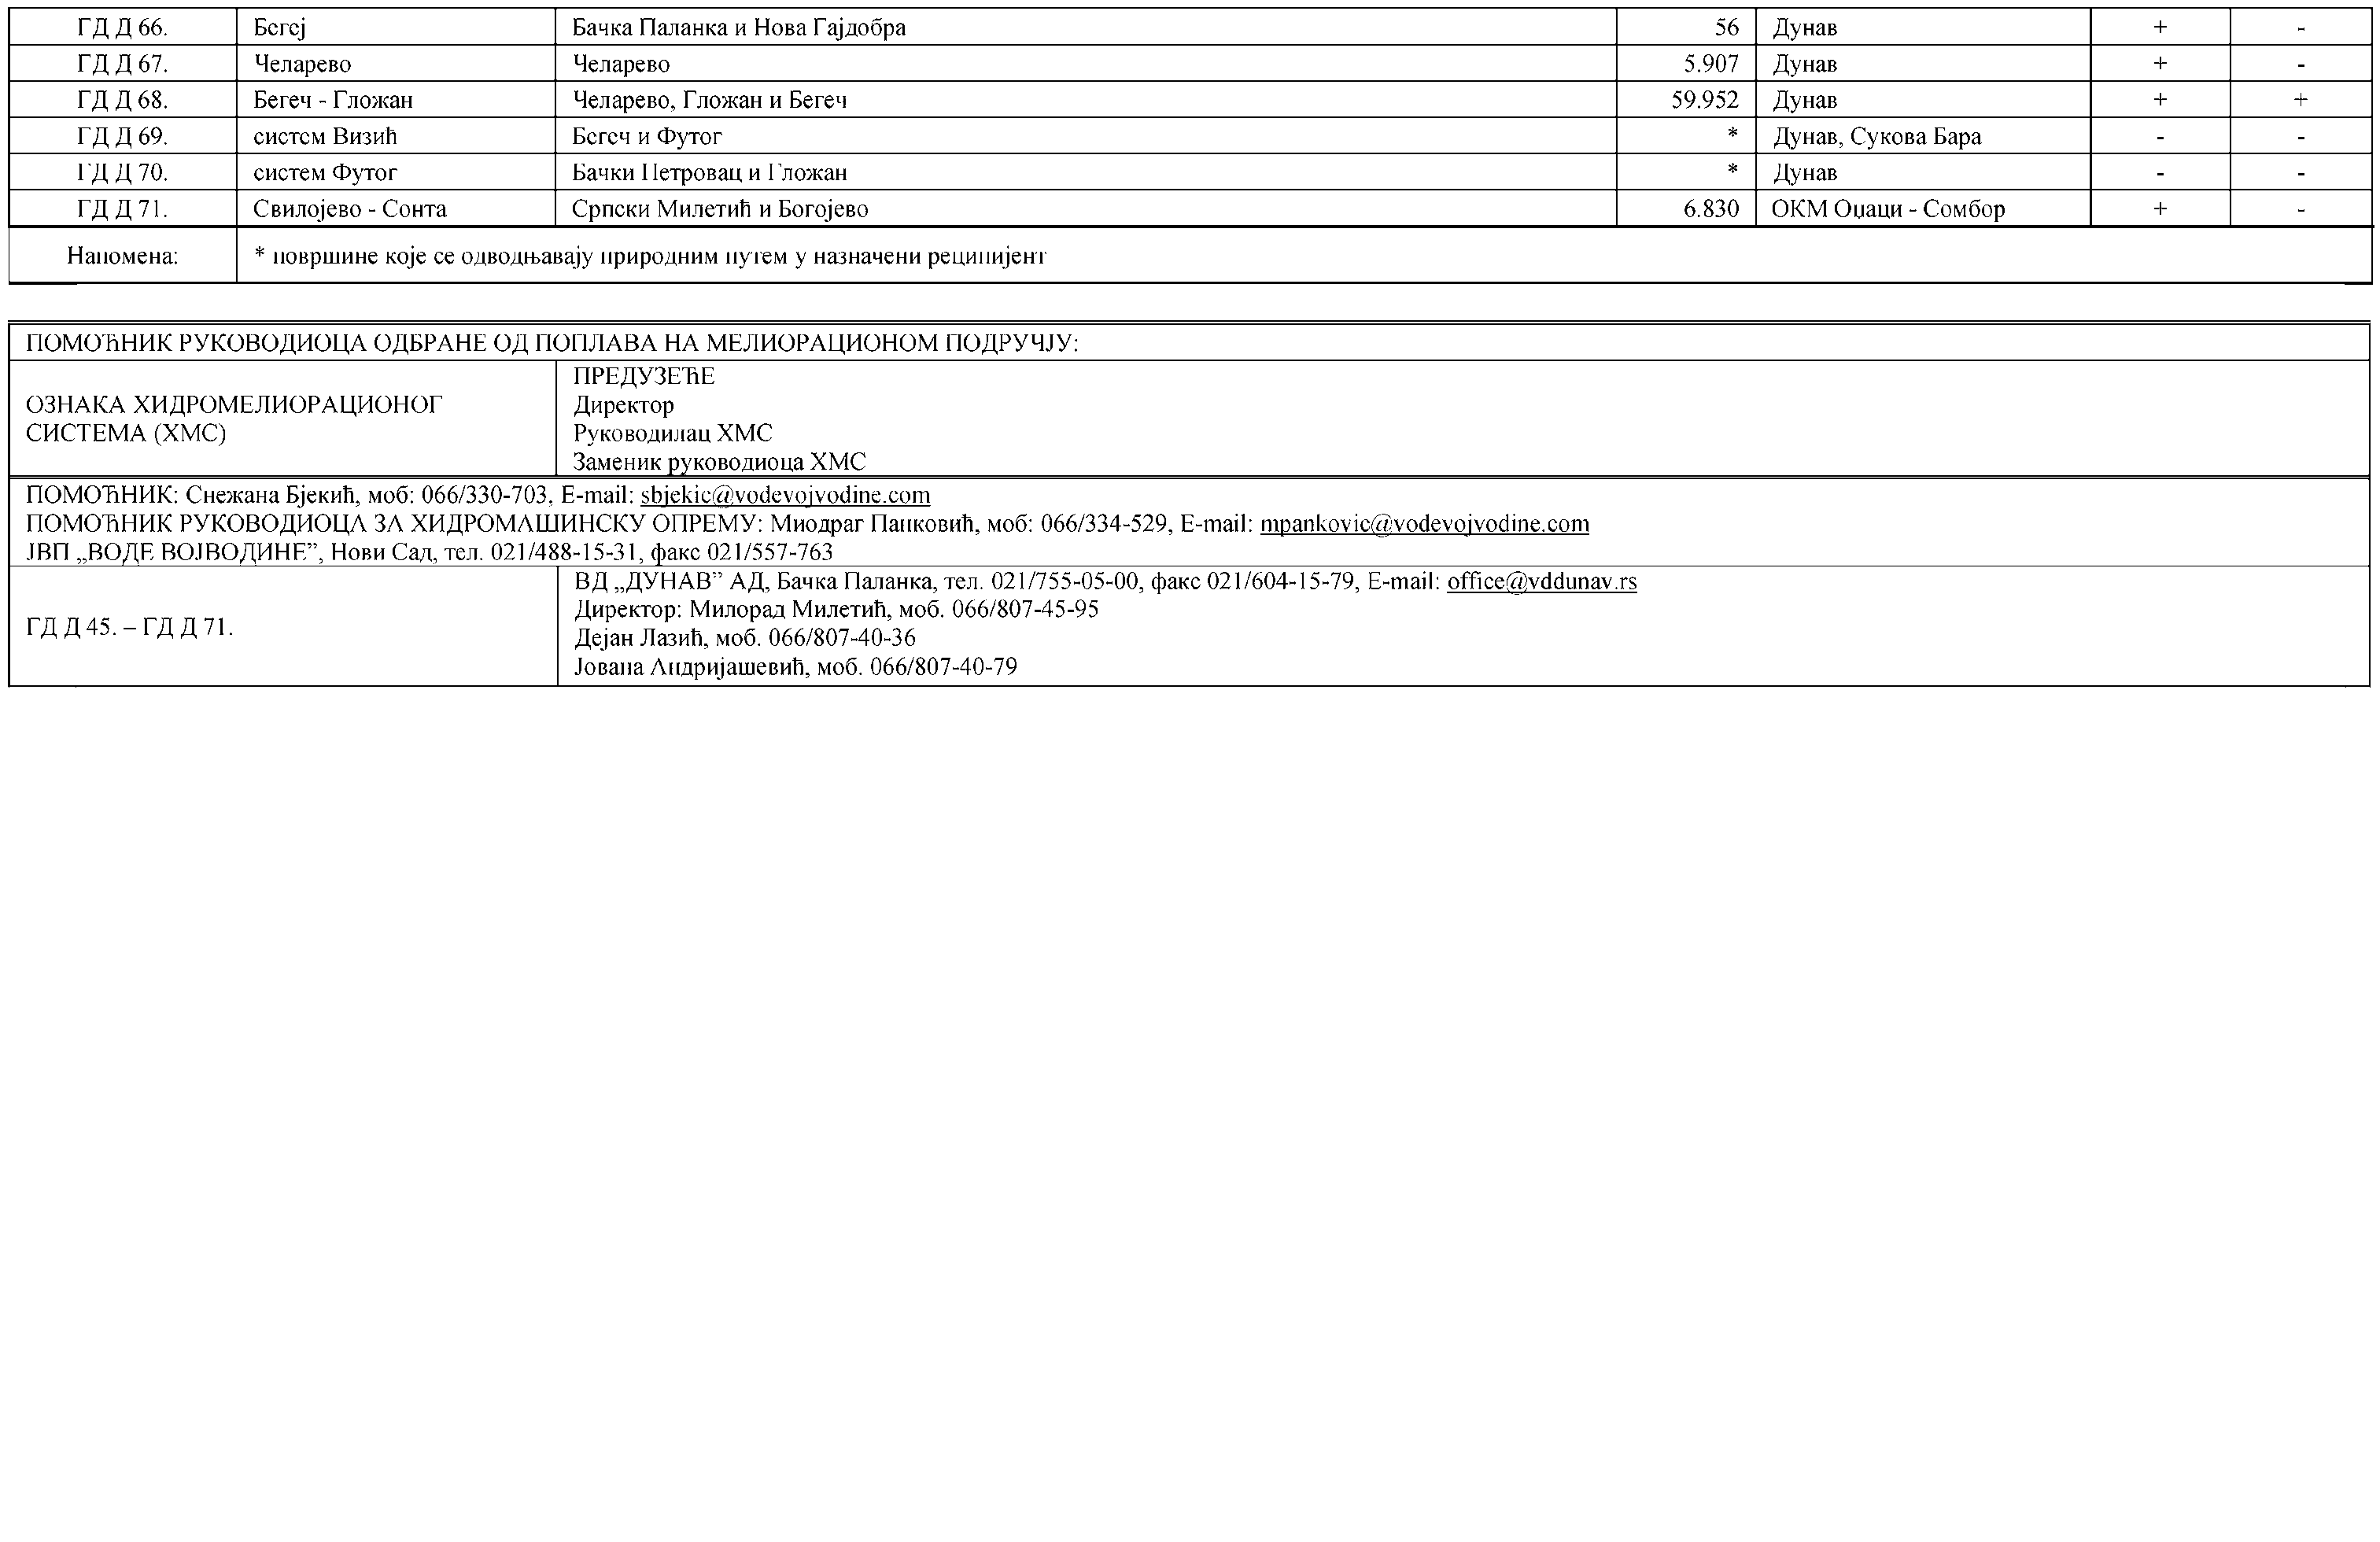 ГД Д 66. Бегеј Бачка Паланка и Нова Гајдобра 56 Дунав + -
ГД Д 67. Челарево Челарево 5.907 Дунав + -
ГД Д 68. Бегеч - Гложан Челарево, Гложан и Бегеч 59.952 Дунав + +
ГД Д 69. систем Визић Бегеч и Футог * Дунав, Сукова Бара - -
ГД Д 70. систем Футог Бачки Петровац и Гложан * Дунав - -
ГД Д 71. Свилојево - Сонта Српски Милетић и Богојево 6.830 ОКМ Оџаци - Сомбор + -
Напомена: * површине које се одводњавају природним путем у назначени реципијент
ПОМОЋНИК РУКОВОДИОЦА ОДБРАНЕ ОД ПОПЛАВА НА МЕЛИОРАЦИОНОМ ПОДРУЧЈУ:
ОЗНАКА ХИДРОМЕЛИОРАЦИОНОГ
СИСТЕМА (ХМС)
ПРЕДУЗЕЋЕ
Директор
Руководилац ХМС
Заменик руководиоца ХМС
ПОМОЋНИК: Снежана Бјекић, моб: 066/330-703, E-mail: sbjekic@vodevojvodine.com
ПОМОЋНИК РУКОВОДИОЦА ЗА ХИДРОМАШИНСКУ ОПРЕМУ: Миодраг Панковић, моб: 066/334-529, E-mail: mpankovic@vodevojvodine.com
ЈВП „ВОДЕ ВОЈВОДИНЕ”, Нови Сад, тел. 021/488-15-31, факс 021/557-763
ГД Д 45. – ГД Д 71.
ВД „ДУНАВ” АД, Бачка Паланка, тел. 021/755-05-00, факс 021/604-15-79, E-mail: office@vddunav.rs
Директор: Милорад Милетић, моб. 066/807-45-95
Дејан Лазић, моб. 066/807-40-36
Јована Андријашевић, моб. 066/807-40-79